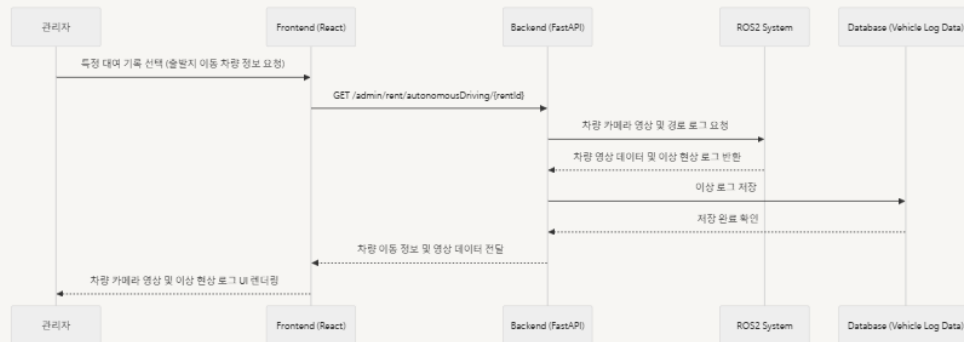 관리자
Frontend (React)
Backend (FastAPI)
ROS2 System
Database (Vehicle Log Data)
특정 대여 기록 선택 (출발지 이동 차량 정보 요청)
GET /admin/rent/autonomousDriving/{rentId}
차량 카메라 영상 및 경로 로그 요청
차량 영상 데이터 및 이상 현상 로그 반환
이상 로그 저장
저장 완료 확인
차량 이동 정보 및 영상 데이터 전달
차량 카메라 영상 및 이상 현상 로그 UI 렌더링
관리자
Frontend (React)
Backend (FastAPI)
ROS2 System
Database (Vehicle Log Data)